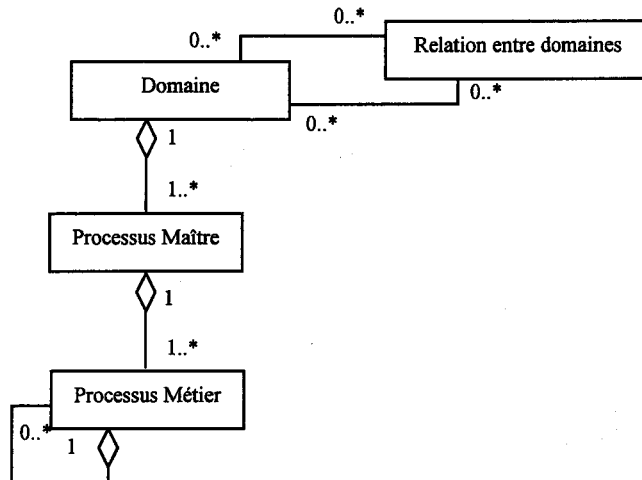 0..*
Relation entre domaines
0..*
Domaine
0..*
0..*
1
1..*
Processus Maître
1
1..*
Processus Métier
0..*
1